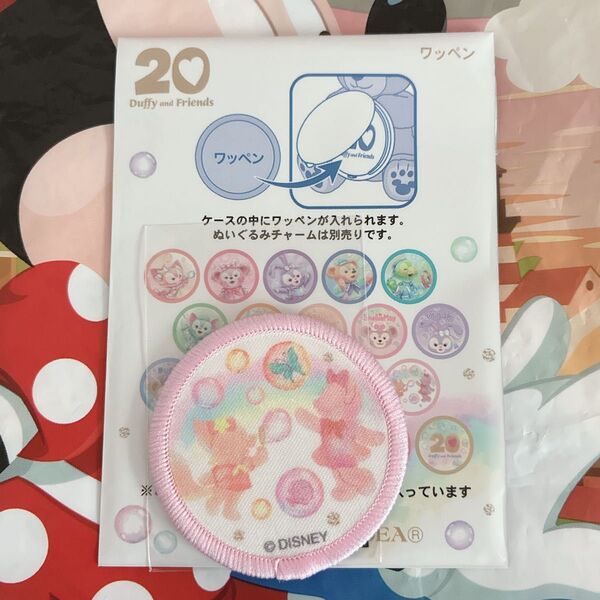 ワッペン
20
Duffy and Friends
ワッペン
20
Duffy and Friends
ケースの中にワッペンが入れられます。
ぬいぐるみチャームは別売りです。
20
Duffy and Friends
© DISNEY
っています
EA®